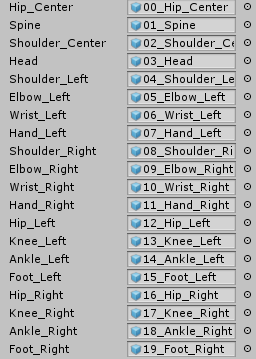 Hip_Center 00_Hip_Center
Spine 01_Spine
Shoulder_Center 02_Shoulder_Ce
Head 03_Head
Shoulder_Left 04_Shoulder_Le
Elbow_Left 05_Elbow_Left
Wrist_Left 06_Wrist_Left
Hand_Left 07_Hand_Left
Shoulder_Right 08_Shoulder_Ri
Elbow_Right 09_Elbow_Right
Wrist_Right 10_Wrist_Right
Hand_Right 11_Hand_Right
Hip_Left 12_Hip_Left
Knee_Left 13_Knee_Left
Ankle_Left 14_Ankle_Left
Foot_Left 15_Foot_Left
Hip_Right 16_Hip_Right
Knee_Right 17_Knee_Right
Ankle_Right 18_Ankle_Right
Foot_Right 19_Foot_Right